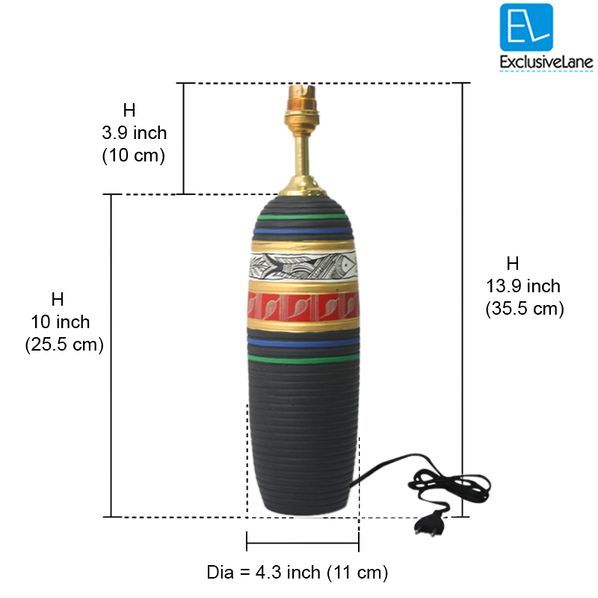 EL
ExclusiveLane
H
3.9 inch
(10 cm)
H
10 inch
(25.5 cm)
H
13.9 inch
(35.5 cm)
Dia = 4.3 inch (11 cm)